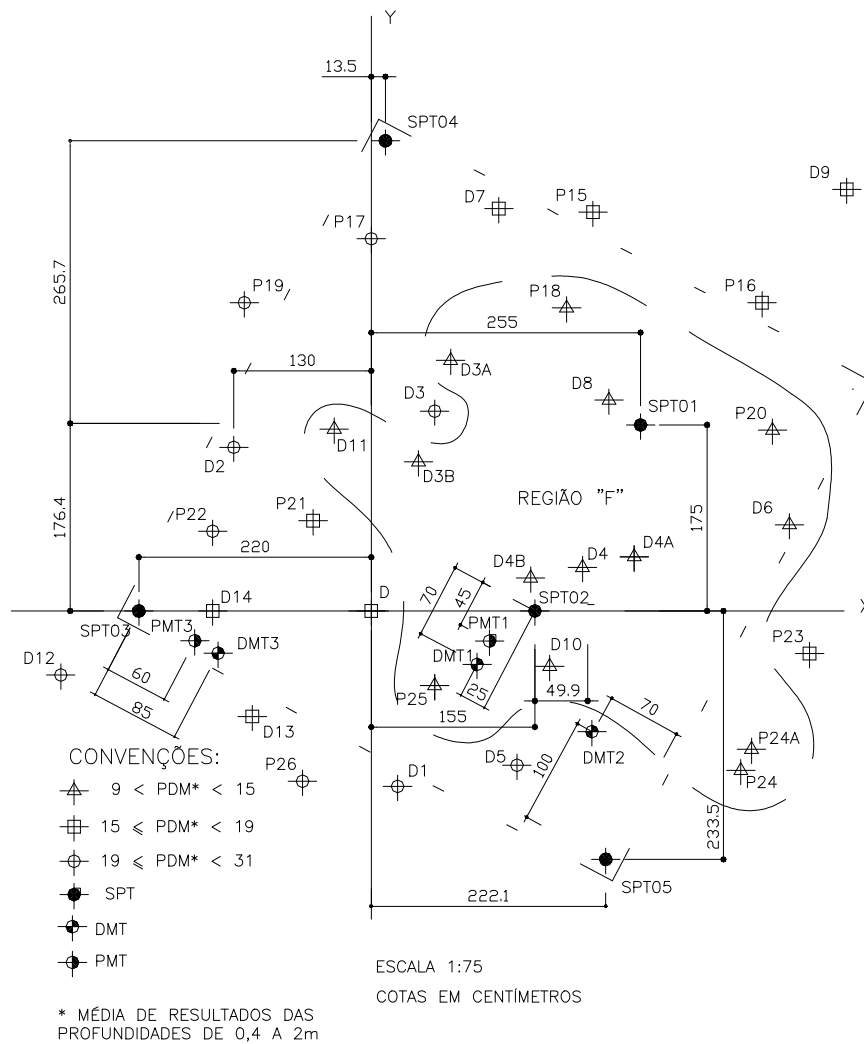 Y
13.5
SPT04
D9
D7
P15
P17
P19
P18
P16
265.7
255
130
D3A
D3
D8
SPT01
P20
D11
D2
D3B
REGIÃO "F"
176.4
P21
P22
175
D6
220
D4B
D4
D4A
70
45
X
D14
D
SPT02
SPT03
PMT3
PMT1
DMT3
DMT1
D10
P23
D12
60
85
P25
25
49.9
70
D13
155
CONVENÇÕES:
P24A
P26
D1
D5
100
DMT2
P24
9 < PDM* < 15
15 ⩽ PDM* < 19
19 ⩽ PDM* < 31
233.5
SPT
SPT05
222.1
DMT
PMT
ESCALA 1:75
COTAS EM CENTÍMETROS
* MÉDIA DE RESULTADOS DAS
PROFUNDIDADES DE 0,4 A 2m